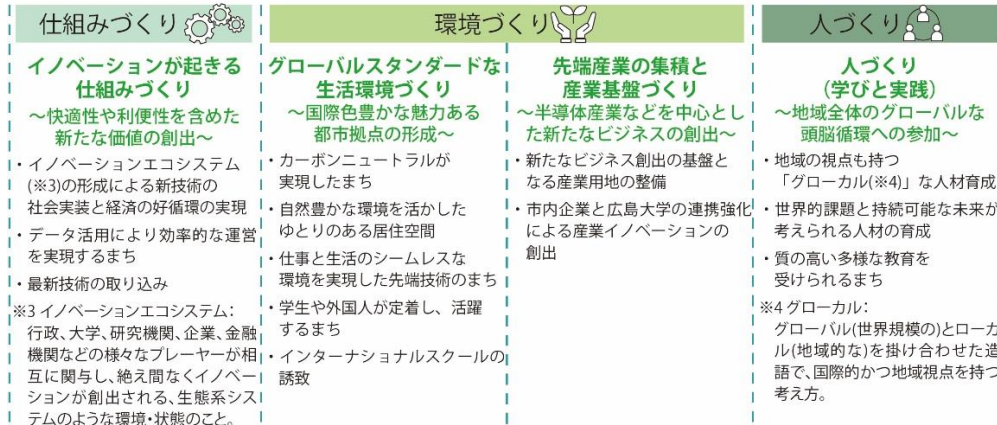 仕組みづくり
イノベーションが起きる
仕組みづくり
～快適性や利便性を含めた
新たな価値の創出～
・イノベーションエコシステム
(※3)の形成による新技術の
社会実装と経済の好循環の実現
・データ活用により効率的な運営
を実現するまち
・最新技術の取り込み
※3 イノベーションエコシステム：
行政、大学、研究機関、企業、金融
機関などの様々なプレーヤーが相
互に関与し、絶え間なくイノベー
ションが創出される、生態系シス
テムのような環境・状態のこと。
環境づくり
グローバルスタンダードな
生活環境づくり
～国際色豊かな魅力ある
都市拠点の形成～
・カーボンニュートラルが
実現したまち
・自然豊かな環境を活かした
ゆとりのある居住空間
・仕事と生活のシームレスな
環境を実現した先端技術のまち
・学生や外国人が定着し、活躍
するまち
・インターナショナルスクールの
誘致
先端産業の集積と
産業基盤づくり
～半導体産業などを中心とし
た新たなビジネスの創出～
・新たなビジネス創出の基盤と
なる産業用地の整備
・市内企業と広島大学の連携強化
による産業イノベーションの
創出
人づくり
人づくり
（学びと実践）
～地域全体のグローバルな
頭脳循環への参加～
・地域の視点も持つ
「グローカル(※4)」な人材育成
・世界的課題と持続可能な未来が
考えられる人材の育成
・質の高い多様な教育を
受けられるまち
※4 グローカル：
グローバル(世界規模の)とローカ
ル(地域的な)を掛け合わせた造
語で、国際的かつ地域視点を持つ
考え方。